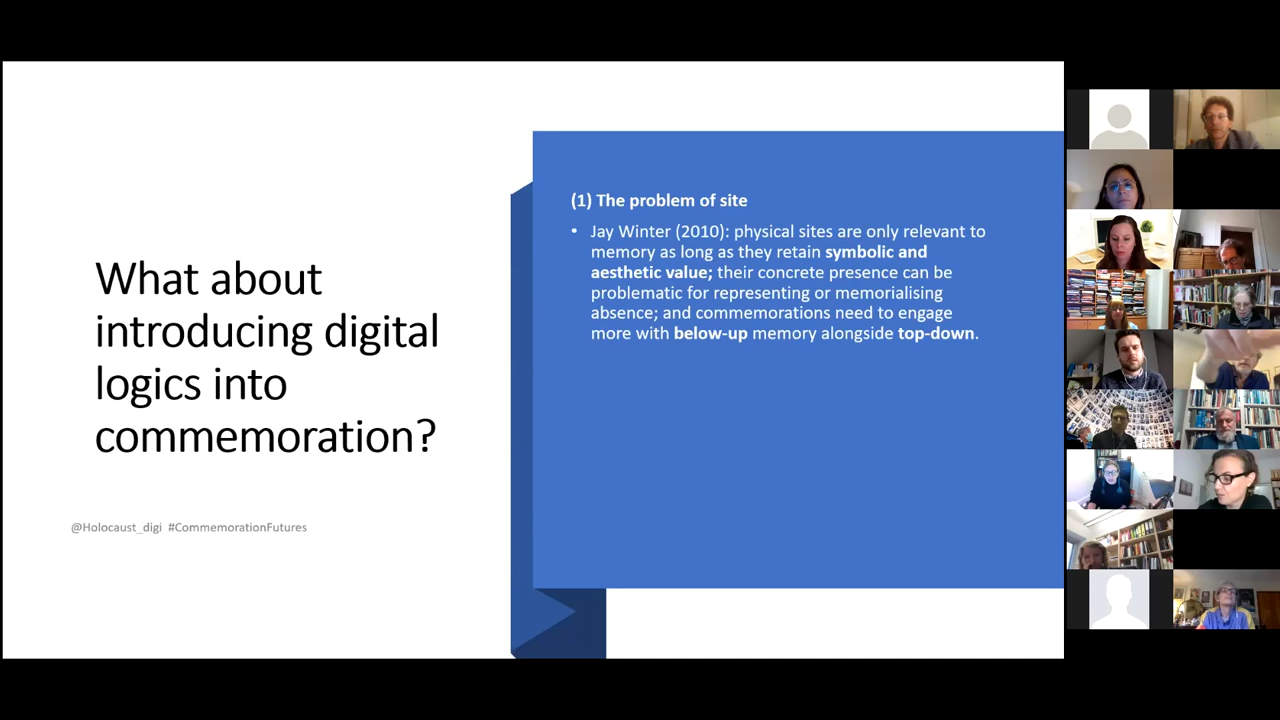 What about
introducing digital
logics into
commemoration?
@Holocaust_digi #CommemorationFutures
(1) The problem of site
• Jay Winter (2010): physical sites are only relevant to
memory as long as they retain symbolic and
aesthetic value; their concrete presence can be
problematic for representing or memorialising
absence; and commemorations need to engage
more with below-up memory alongside top-down.